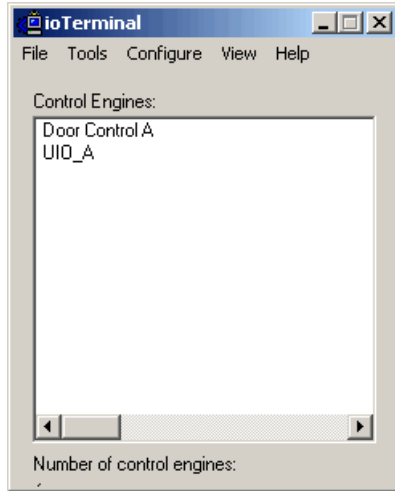 ioTerminal
File Tools Configure View Help
Control Engines:
Door Control A
UIO_A
Number of control engines: